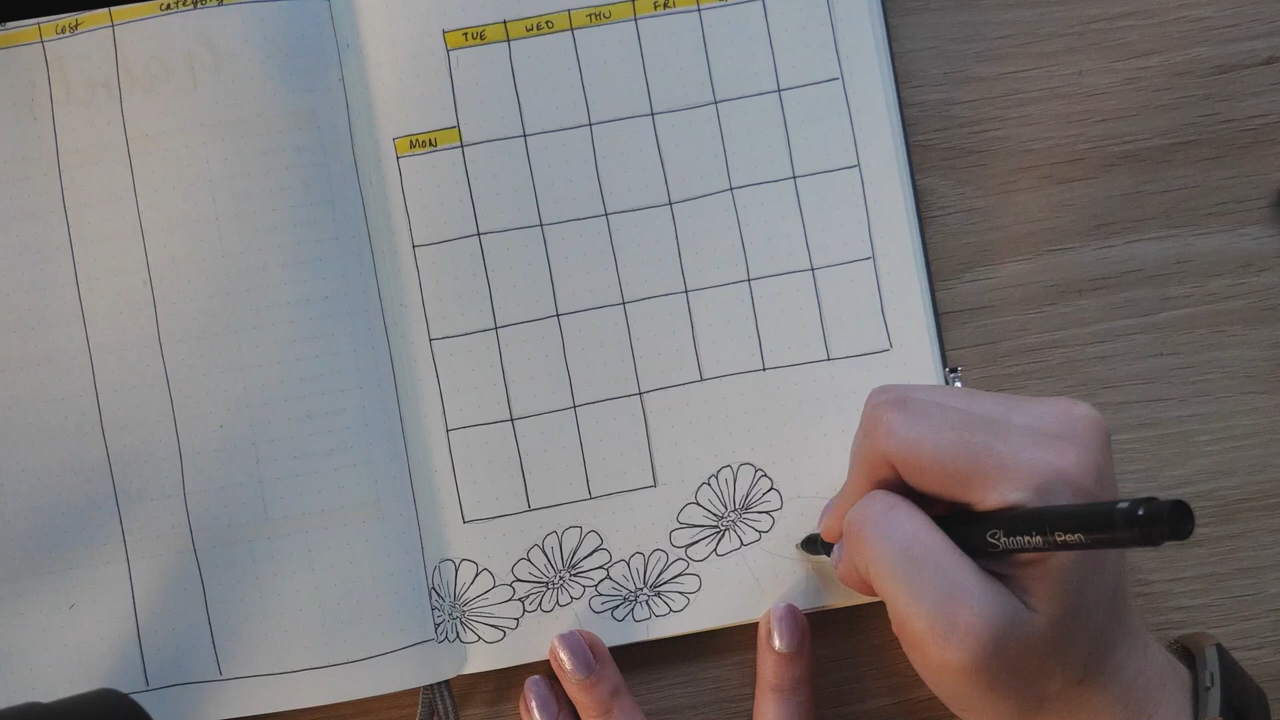 cost
category
TUE
WED
THU
FRI
MON
Sharpie Pen.